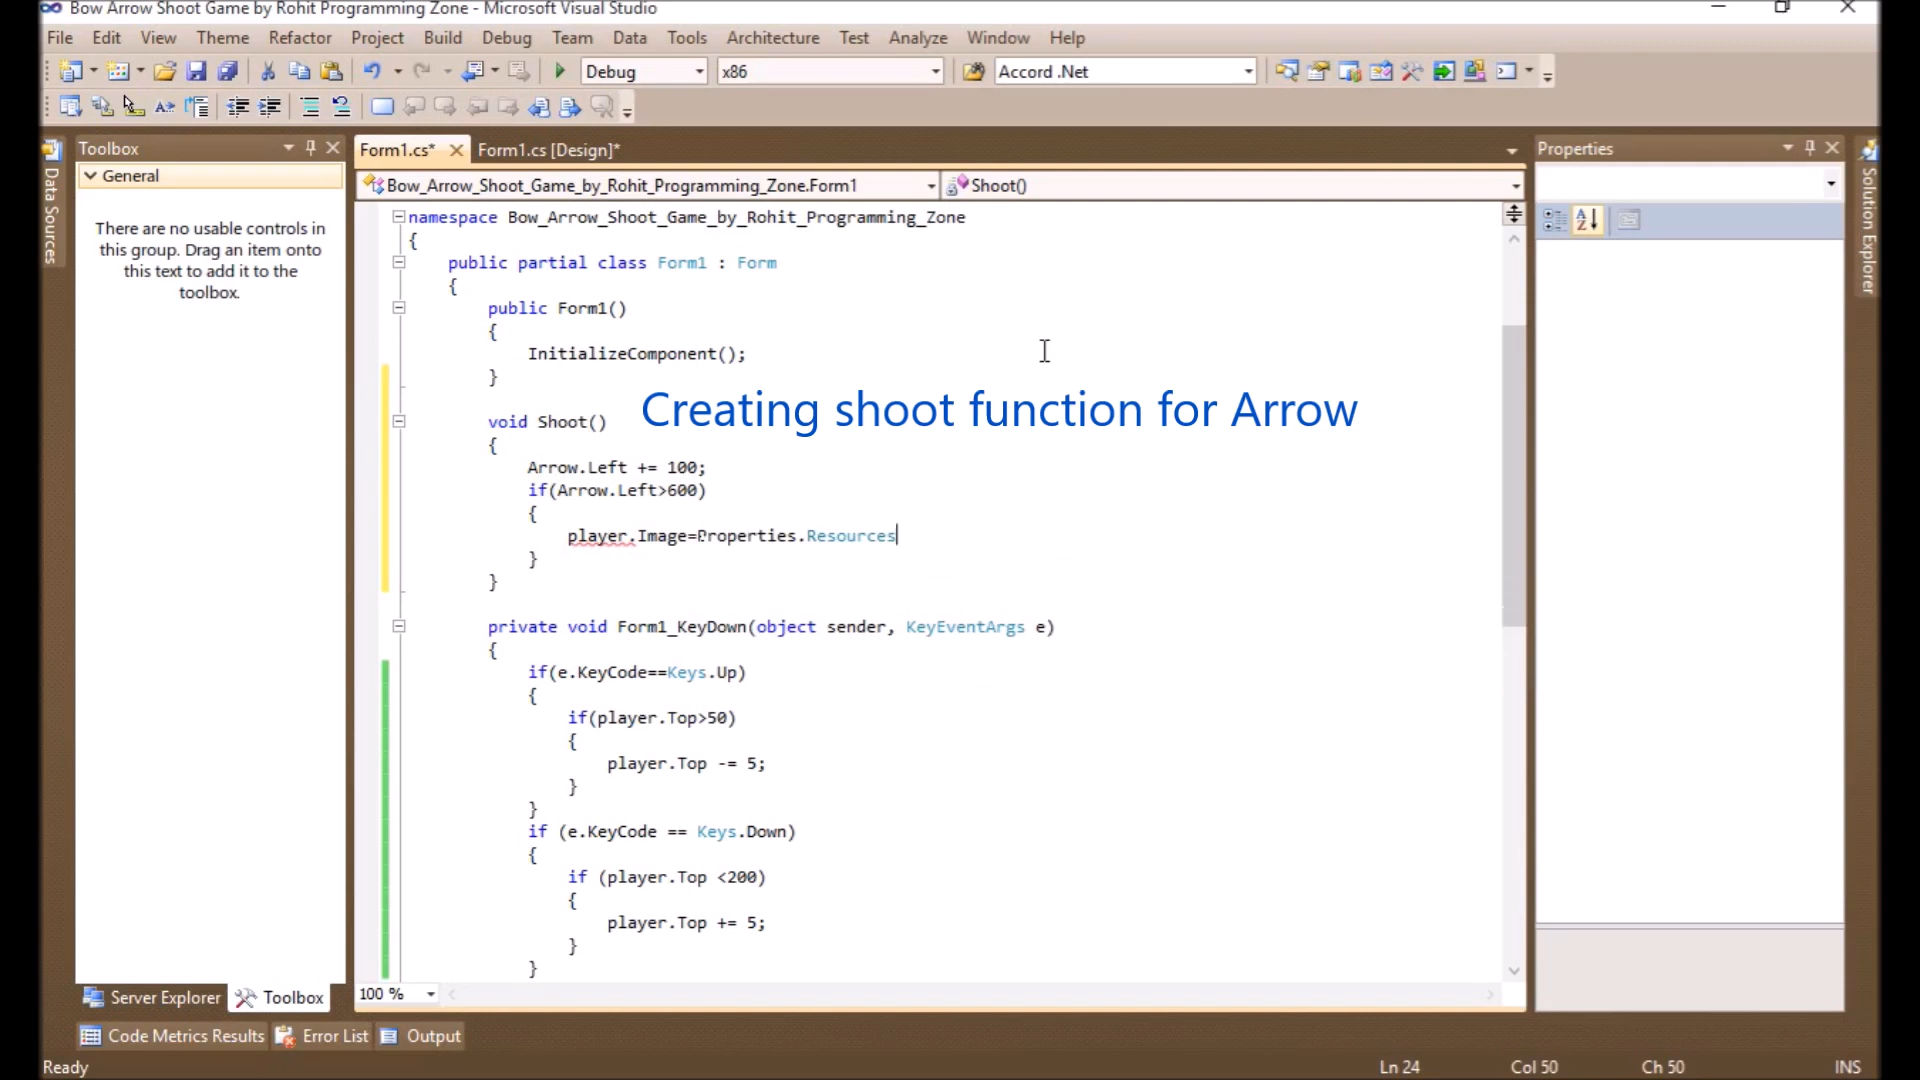 Bow Arrow Shoot Game by Rohit Programming Zone - Microsoft Visual Studio
File Edit View Theme Refactor Project Build Debug Team Data Tools Architecture Test Analyze Window Help
Debug x86 Accord .Net
Data Sources
Toolbox
General
There are no usable controls in this group. Drag an item onto this text to add it to the toolbox.
Form1.cs* Form1.cs [Design]*
Bow_Arrow_Shoot_Game_by_Rohit_Programming_Zone.Form1 Shoot()
namespace Bow_Arrow_Shoot_Game_by_Rohit_Programming_Zone
{
public partial class Form1 : Form
{
public Form1()
{
InitializeComponent();
}
Creating shoot function for Arrow
void Shoot()
{
Arrow.Left += 100;
if(Arrow.Left>600)
{
player.Image=Properties.Resources
}
}
private void Form1_KeyDown(object sender, KeyEventArgs e)
{
if(e.KeyCode==Keys.Up)
{
if(player.Top>50)
{
player.Top -= 5;
}
}
if (e.KeyCode == Keys.Down)
{
if (player.Top <200)
{
player.Top += 5;
}
}
100 %
Properties
Solution Explorer
Server Explorer Toolbox
Code Metrics Results Error List Output
Ready Ln 24 Col 50 Ch 50 INS